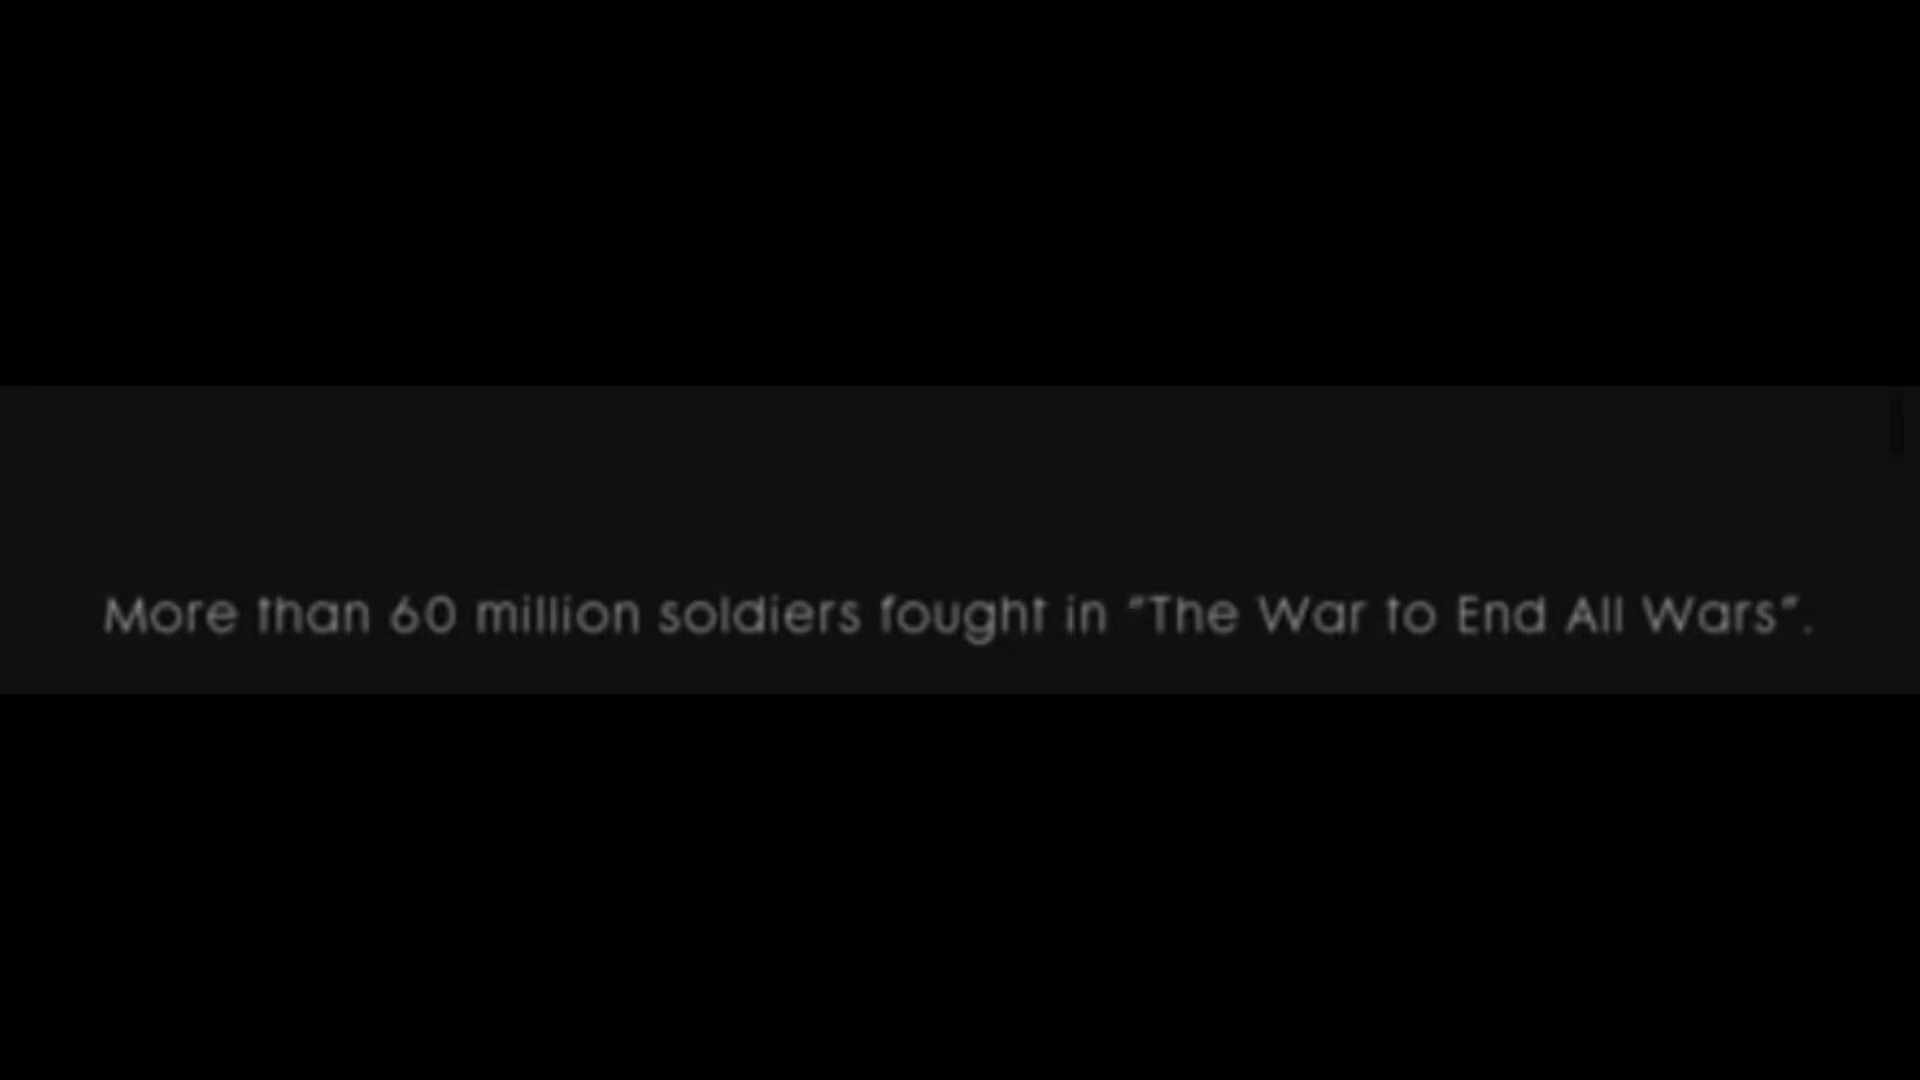 More than 60 million soldiers fought in “The War to End All Wars”.